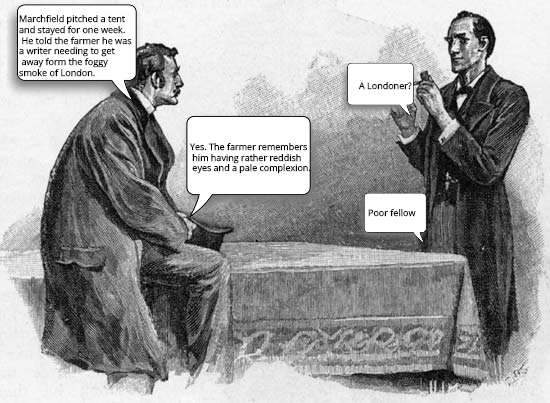 Marchfield pitched a tent
and stayed for one week.
He told the farmer he was
a writer needing to get
away form the foggy
smoke of London.
A Londoner?
Yes. The farmer remembers
him having rather reddish
eyes and a pale complexion.
Poor fellow